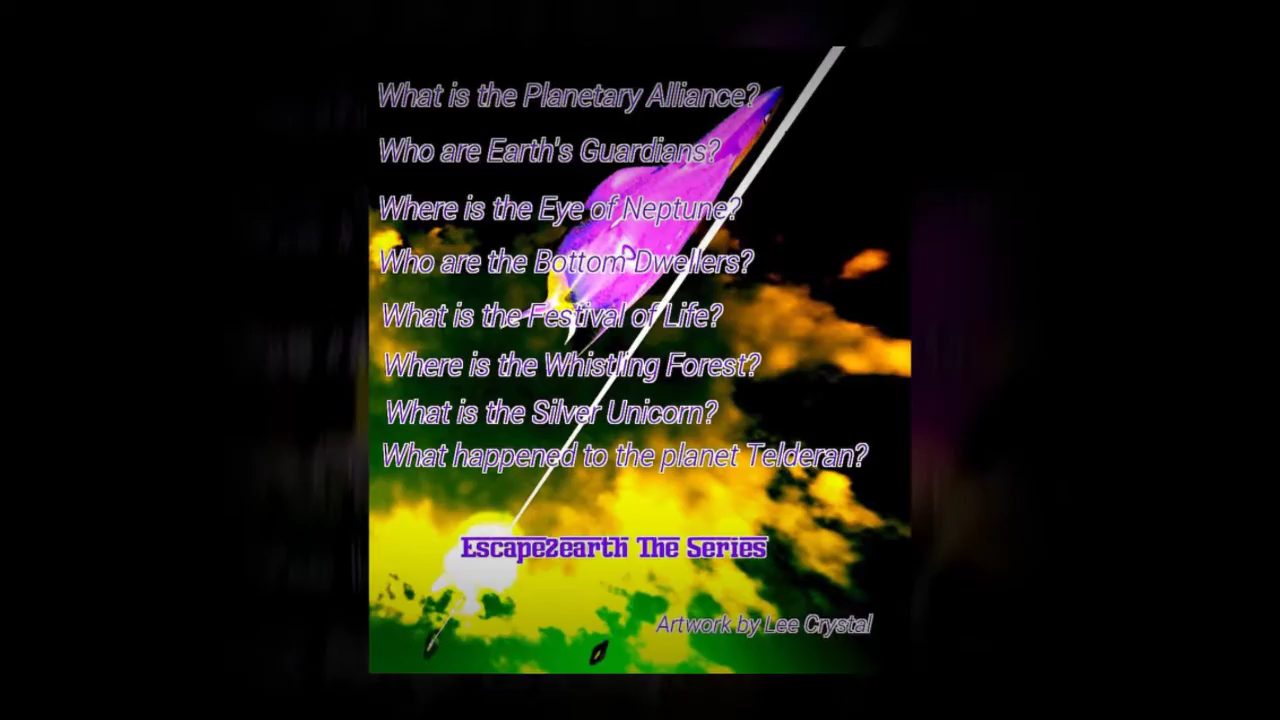 What is the Planetary Alliance?
Who are Earth's Guardians?
Where is the Eye of Neptune?
Who are the Bottom Dwellers?
What is the Festival of Life?
Where is the Whistling Forest?
What is the Silver Unicorn?
What happened to the planet Telderan?
Escape2earth The Series
Artwork by Lee Crystal